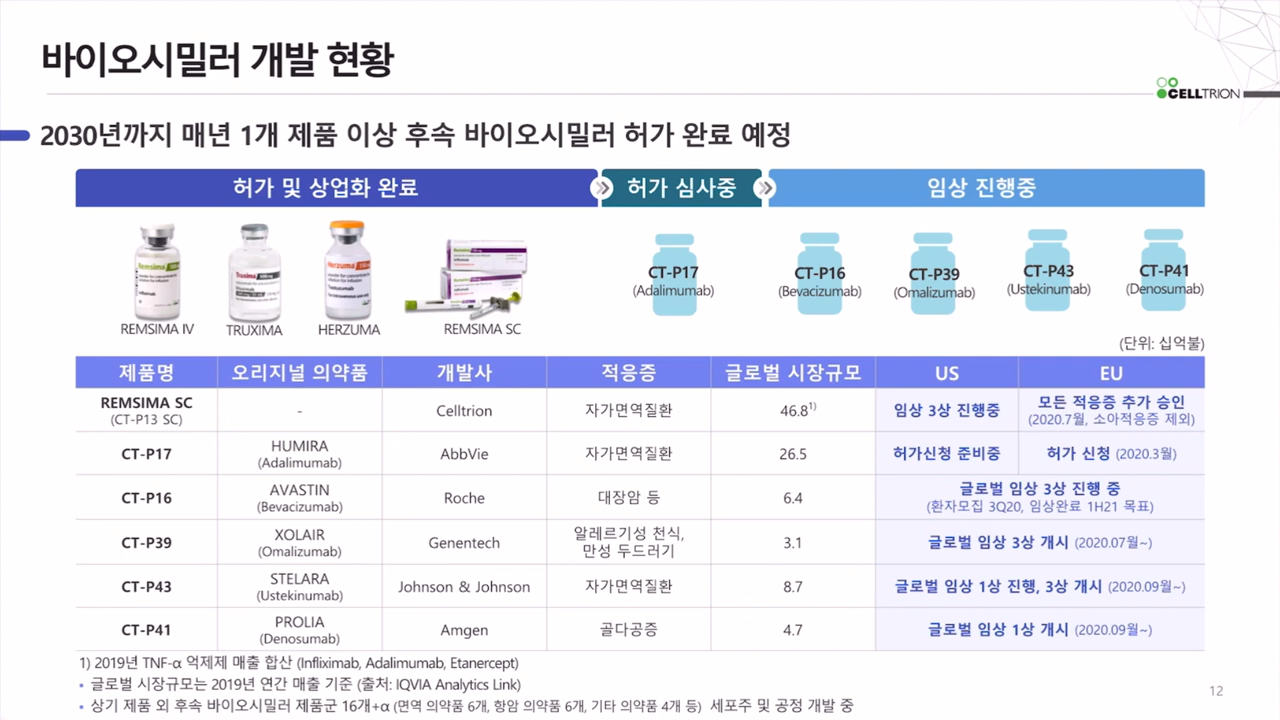 바이오시밀러 개발 현황
CELLTRION
2030년까지 매년 1개 제품 이상 후속 바이오시밀러 허가 완료 예정
허가 및 상업화 완료
허가 심사중
임상 진행중
Remsima
Truxima
Herzuma
CT-P17
(Adalimumab)
CT-P16
(Bevacizumab)
CT-P39
(Omalizumab)
CT-P43
(Ustekinumab)
CT-P41
(Denosumab)
REMSIMA IV
TRUXIMA
HERZUMA
REMSIMA SC
(단위: 십억불)
제품명 오리지널 의약품 개발사 적응증 글로벌 시장규모 US EU
REMSIMA SC
(CT-P13 SC)
-
Celltrion
자가면역질환
46.81)
임상 3상 진행중
모든 적응증 추가 승인
(2020.7월, 소아적응증 제외)
CT-P17
HUMIRA
(Adalimumab)
AbbVie
자가면역질환
26.5
허가신청 준비중
허가 신청 (2020.3월)
CT-P16
AVASTIN
(Bevacizumab)
Roche
대장암 등
6.4
글로벌 임상 3상 진행 중
(환자모집 3Q20, 임상완료 1H21 목표)
CT-P39
XOLAIR
(Omalizumab)
Genentech
알레르기성 천식,
만성 두드러기
3.1
글로벌 임상 3상 개시 (2020.07월~)
CT-P43
STELARA
(Ustekinumab)
Johnson & Johnson
자가면역질환
8.7
글로벌 임상 1상 진행, 3상 개시 (2020.09월~)
CT-P41
PROLIA
(Denosumab)
Amgen
골다공증
4.7
글로벌 임상 1상 개시 (2020.09월~)
1) 2019년 TNF-α 억제제 매출 합산 (Infliximab, Adalimumab, Etanercept)
▪ 글로벌 시장규모는 2019년 연간 매출 기준 (출처: IQVIA Analytics Link)
▪ 상기 제품 외 후속 바이오시밀러 제품군 16개+α (면역 의약품 6개, 항암 의약품 6개, 기타 의약품 4개 등) 세포주 및 공정 개발 중
12